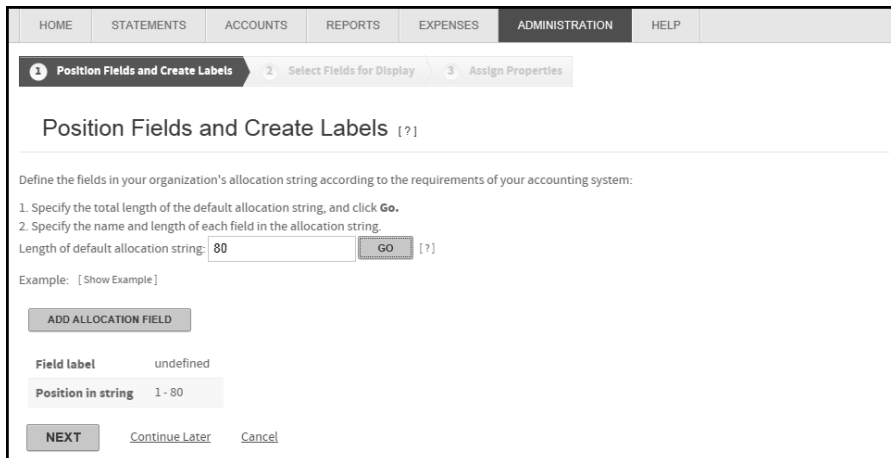 HOME STATEMENTS ACCOUNTS REPORTS EXPENSES ADMINISTRATION HELP
1 Position Fields and Create Labels 2 Select Fields for Display 3 Assign Properties
Position Fields and Create Labels [?]
Define the fields in your organization's allocation string according to the requirements of your accounting system:
1. Specify the total length of the default allocation string, and click Go.
2. Specify the name and length of each field in the allocation string.
Length of default allocation string: 80 GO [?]
Example: [Show Example]
ADD ALLOCATION FIELD
Field label undefined
Position in string 1 - 80
NEXT Continue Later Cancel